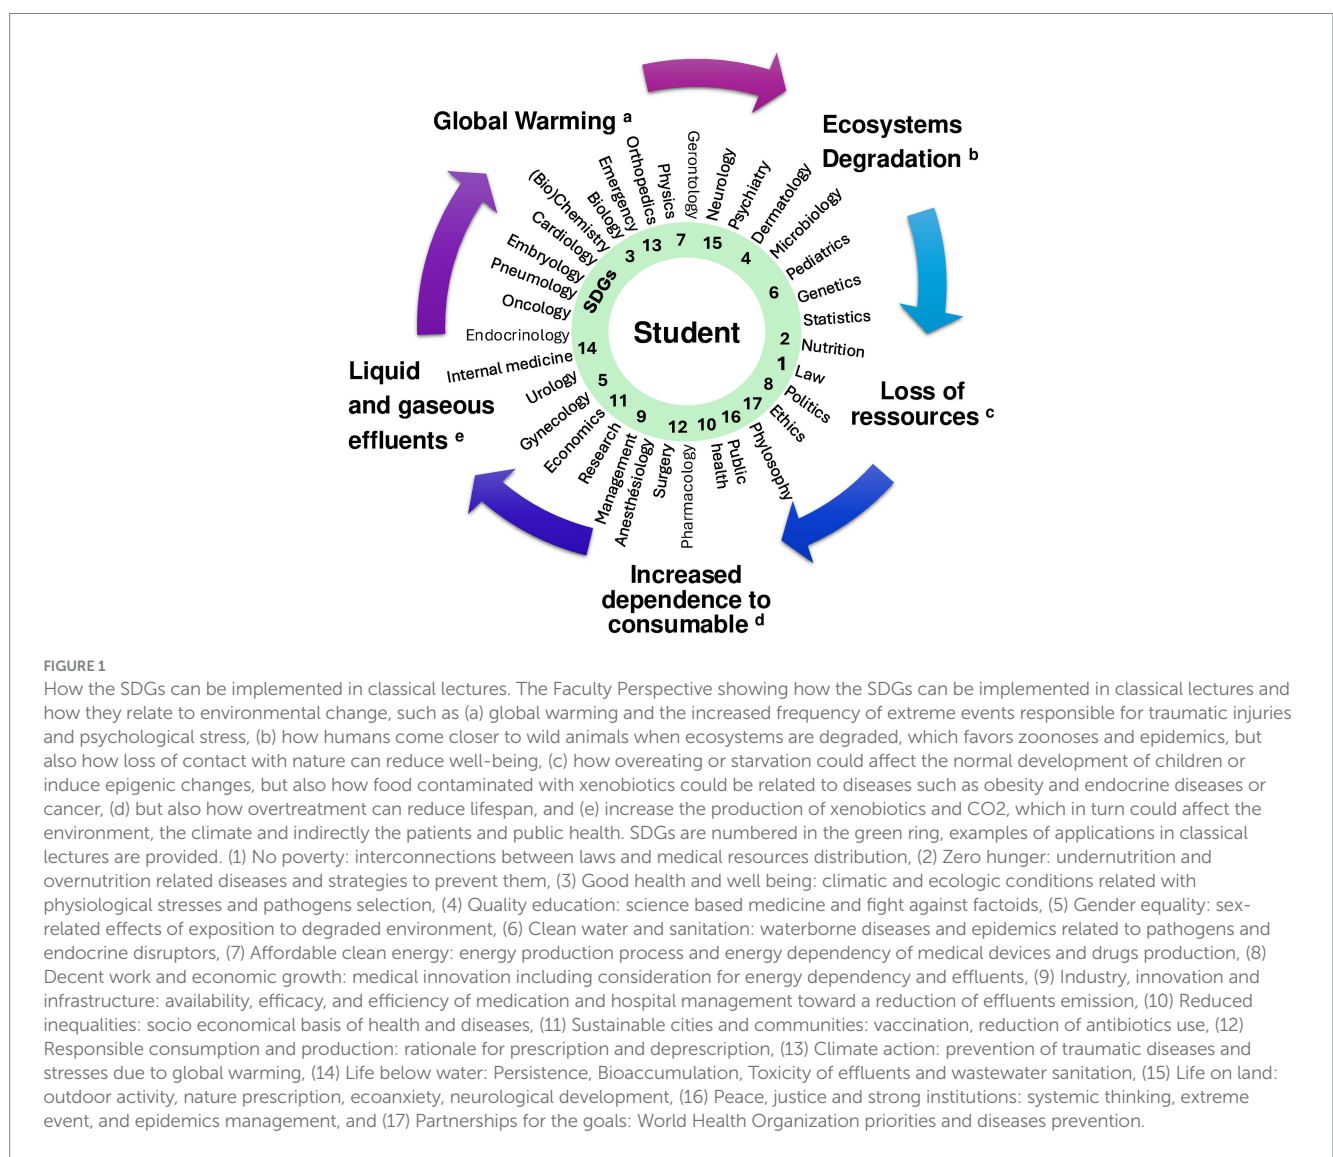 Global Warming a
Ecosystems
Degradation b
Loss of
ressources c
Increased
dependence to
consumable d
Liquid
and gaseous
effluents e
(Bio)Chemistry
Biology
Emergency
Orthopedics
Physics
Gerontology
Neurology
Psychiatry
Dermatology
Microbiology
Pediatrics
Genetics
Statistics
Nutrition
Law
Politics
Ethics
Phylosophy
Public
health
Pharmacology
Surgery
Anesthésiology
Management
Research
Economics
Gynecology
Urology
Internal medicine
Endocrinology
Oncology
Pneumology
Embryology
Cardiology
SDGs
3
13
7
15
4
6
2
1
8
17
16
10
12
9
11
5
14
Student
FIGURE 1
How the SDGs can be implemented in classical lectures. The Faculty Perspective showing how the SDGs can be implemented in classical lectures and
how they relate to environmental change, such as (a) global warming and the increased frequency of extreme events responsible for traumatic injuries
and psychological stress, (b) how humans come closer to wild animals when ecosystems are degraded, which favors zoonoses and epidemics, but
also how loss of contact with nature can reduce well-being, (c) how overeating or starvation could affect the normal development of children or
induce epigenic changes, but also how food contaminated with xenobiotics could be related to diseases such as obesity and endocrine diseases or
cancer, (d) but also how overtreatment can reduce lifespan, and (e) increase the production of xenobiotics and CO2, which in turn could affect the
environment, the climate and indirectly the patients and public health. SDGs are numbered in the green ring, examples of applications in classical
lectures are provided. (1) No poverty: interconnections between laws and medical resources distribution, (2) Zero hunger: undernutrition and
overnutrition related diseases and strategies to prevent them, (3) Good health and well being: climatic and ecologic conditions related with
physiological stresses and pathogens selection, (4) Quality education: science based medicine and fight against factoids, (5) Gender equality: sex-
related effects of exposition to degraded environment, (6) Clean water and sanitation: waterborne diseases and epidemics related to pathogens and
endocrine disruptors, (7) Affordable clean energy: energy production process and energy dependency of medical devices and drugs production, (8)
Decent work and economic growth: medical innovation including consideration for energy dependency and effluents, (9) Industry, innovation and
infrastructure: availability, efficacy, and efficiency of medication and hospital management toward a reduction of effluents emission, (10) Reduced
inequalities: socio economical basis of health and diseases, (11) Sustainable cities and communities: vaccination, reduction of antibiotics use, (12)
Responsible consumption and production: rationale for prescription and deprescription, (13) Climate action: prevention of traumatic diseases and
stresses due to global warming, (14) Life below water: Persistence, Bioaccumulation, Toxicity of effluents and wastewater sanitation, (15) Life on land:
outdoor activity, nature prescription, ecoanxiety, neurological development, (16) Peace, justice and strong institutions: systemic thinking, extreme
event, and epidemics management, and (17) Partnerships for the goals: World Health Organization priorities and diseases prevention.